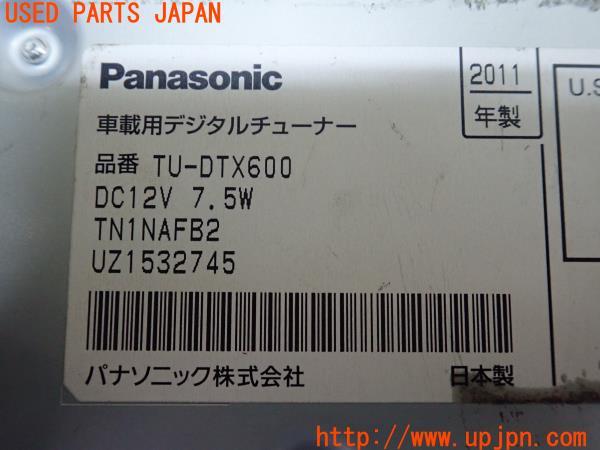 USED PARTS JAPAN
Panasonic
2011
年製
U.S
車載用デジタルチューナー
品番 TU-DTX600
DC12V 7.5W
TN1NAFB2
UZ1532745
パナソニック株式会社
日本製
http://www.upjpn.com/